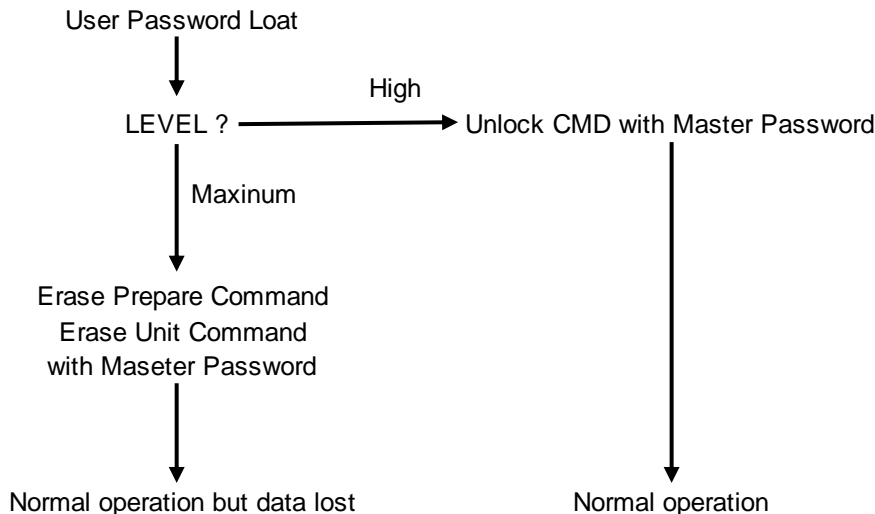 User Password Loat
High
LEVEL ?
Unlock CMD with Master Password
Maxinum
Erase Prepare Command
Erase Unit Command
with Maseter Password
Normal operation but data lost
Normal operation